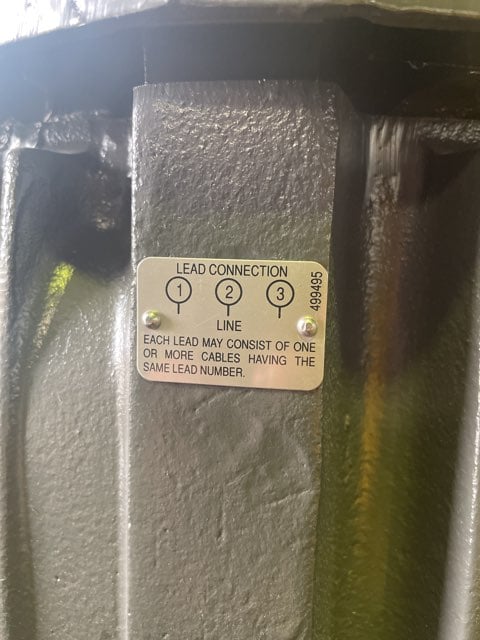 LEAD CONNECTION
1 2 3
499495
LINE
EACH LEAD MAY CONSIST OF ONE
OR MORE CABLES HAVING THE
SAME LEAD NUMBER.